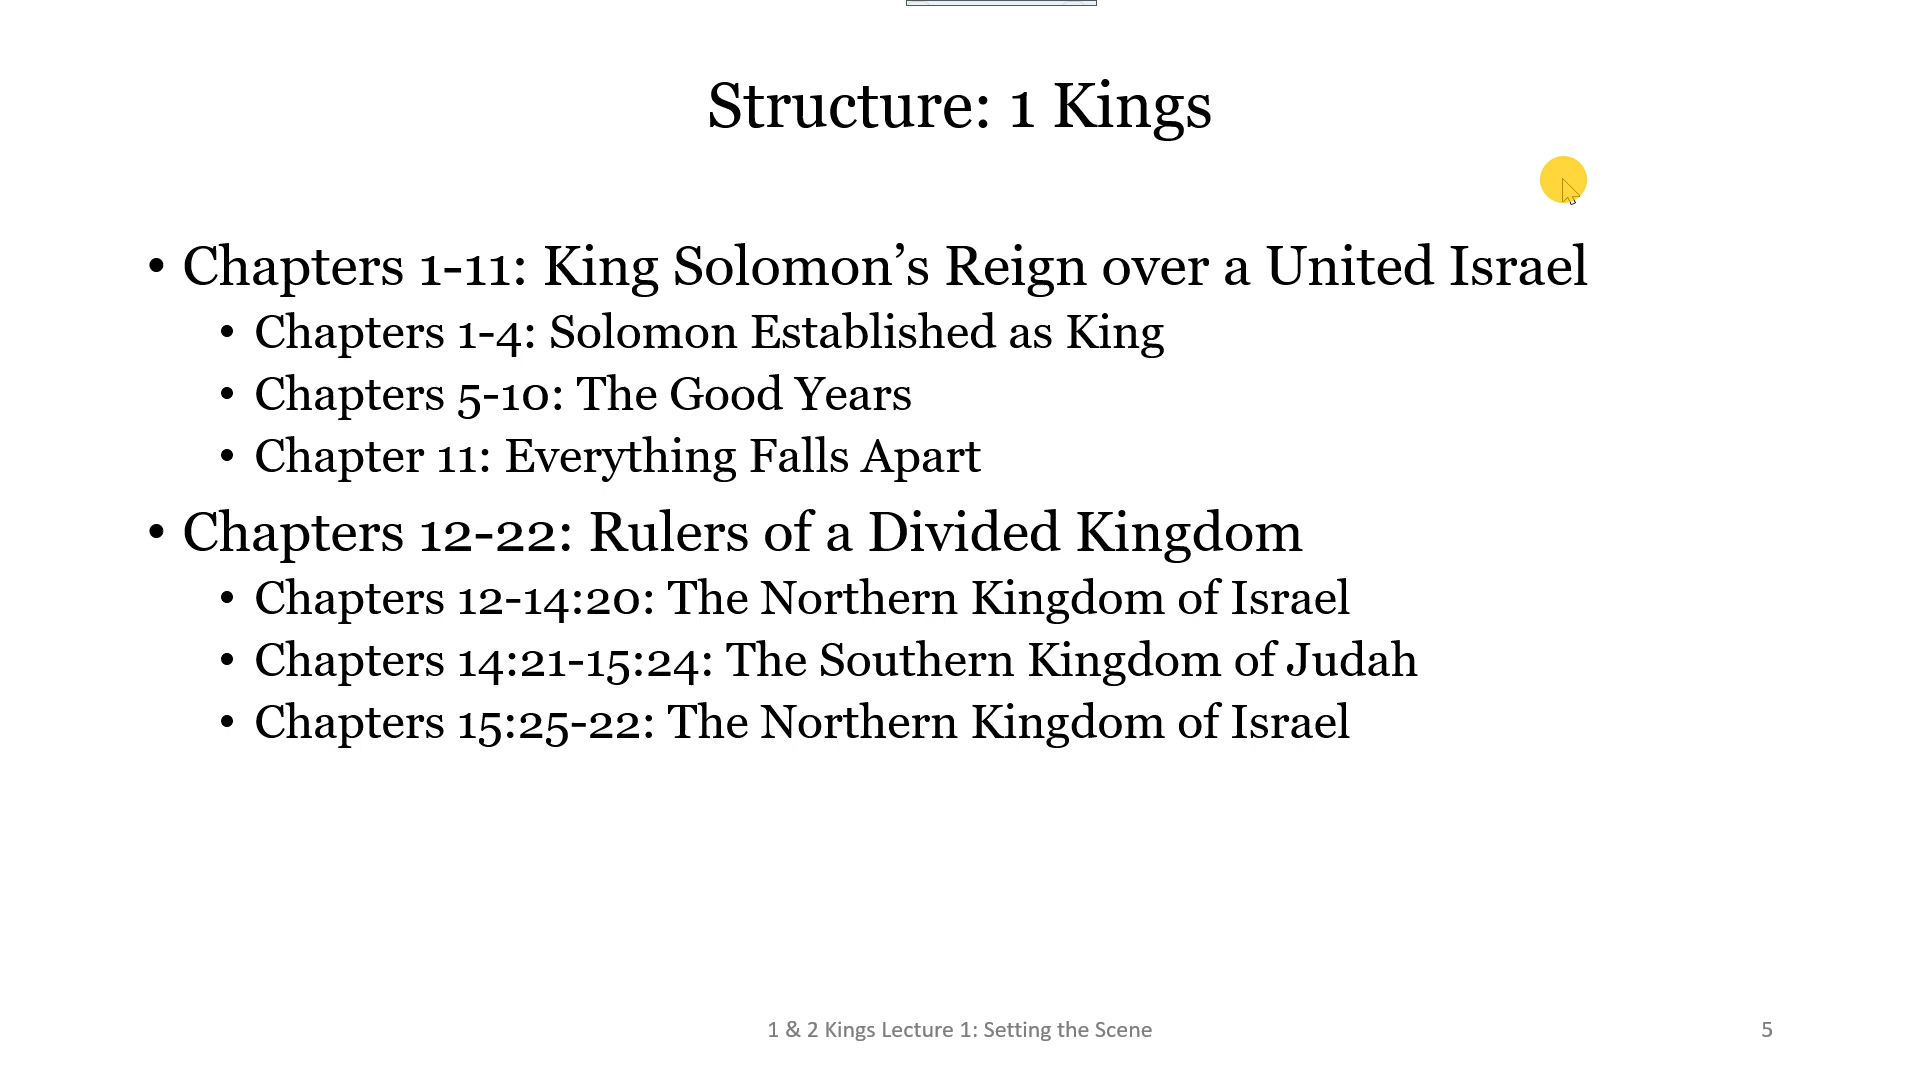 Structure: 1 Kings
• Chapters 1-11: King Solomon’s Reign over a United Israel
• Chapters 1-4: Solomon Established as King
• Chapters 5-10: The Good Years
• Chapter 11: Everything Falls Apart
• Chapters 12-22: Rulers of a Divided Kingdom
• Chapters 12-14:20: The Northern Kingdom of Israel
• Chapters 14:21-15:24: The Southern Kingdom of Judah
• Chapters 15:25-22: The Northern Kingdom of Israel
1 & 2 Kings Lecture 1: Setting the Scene
5